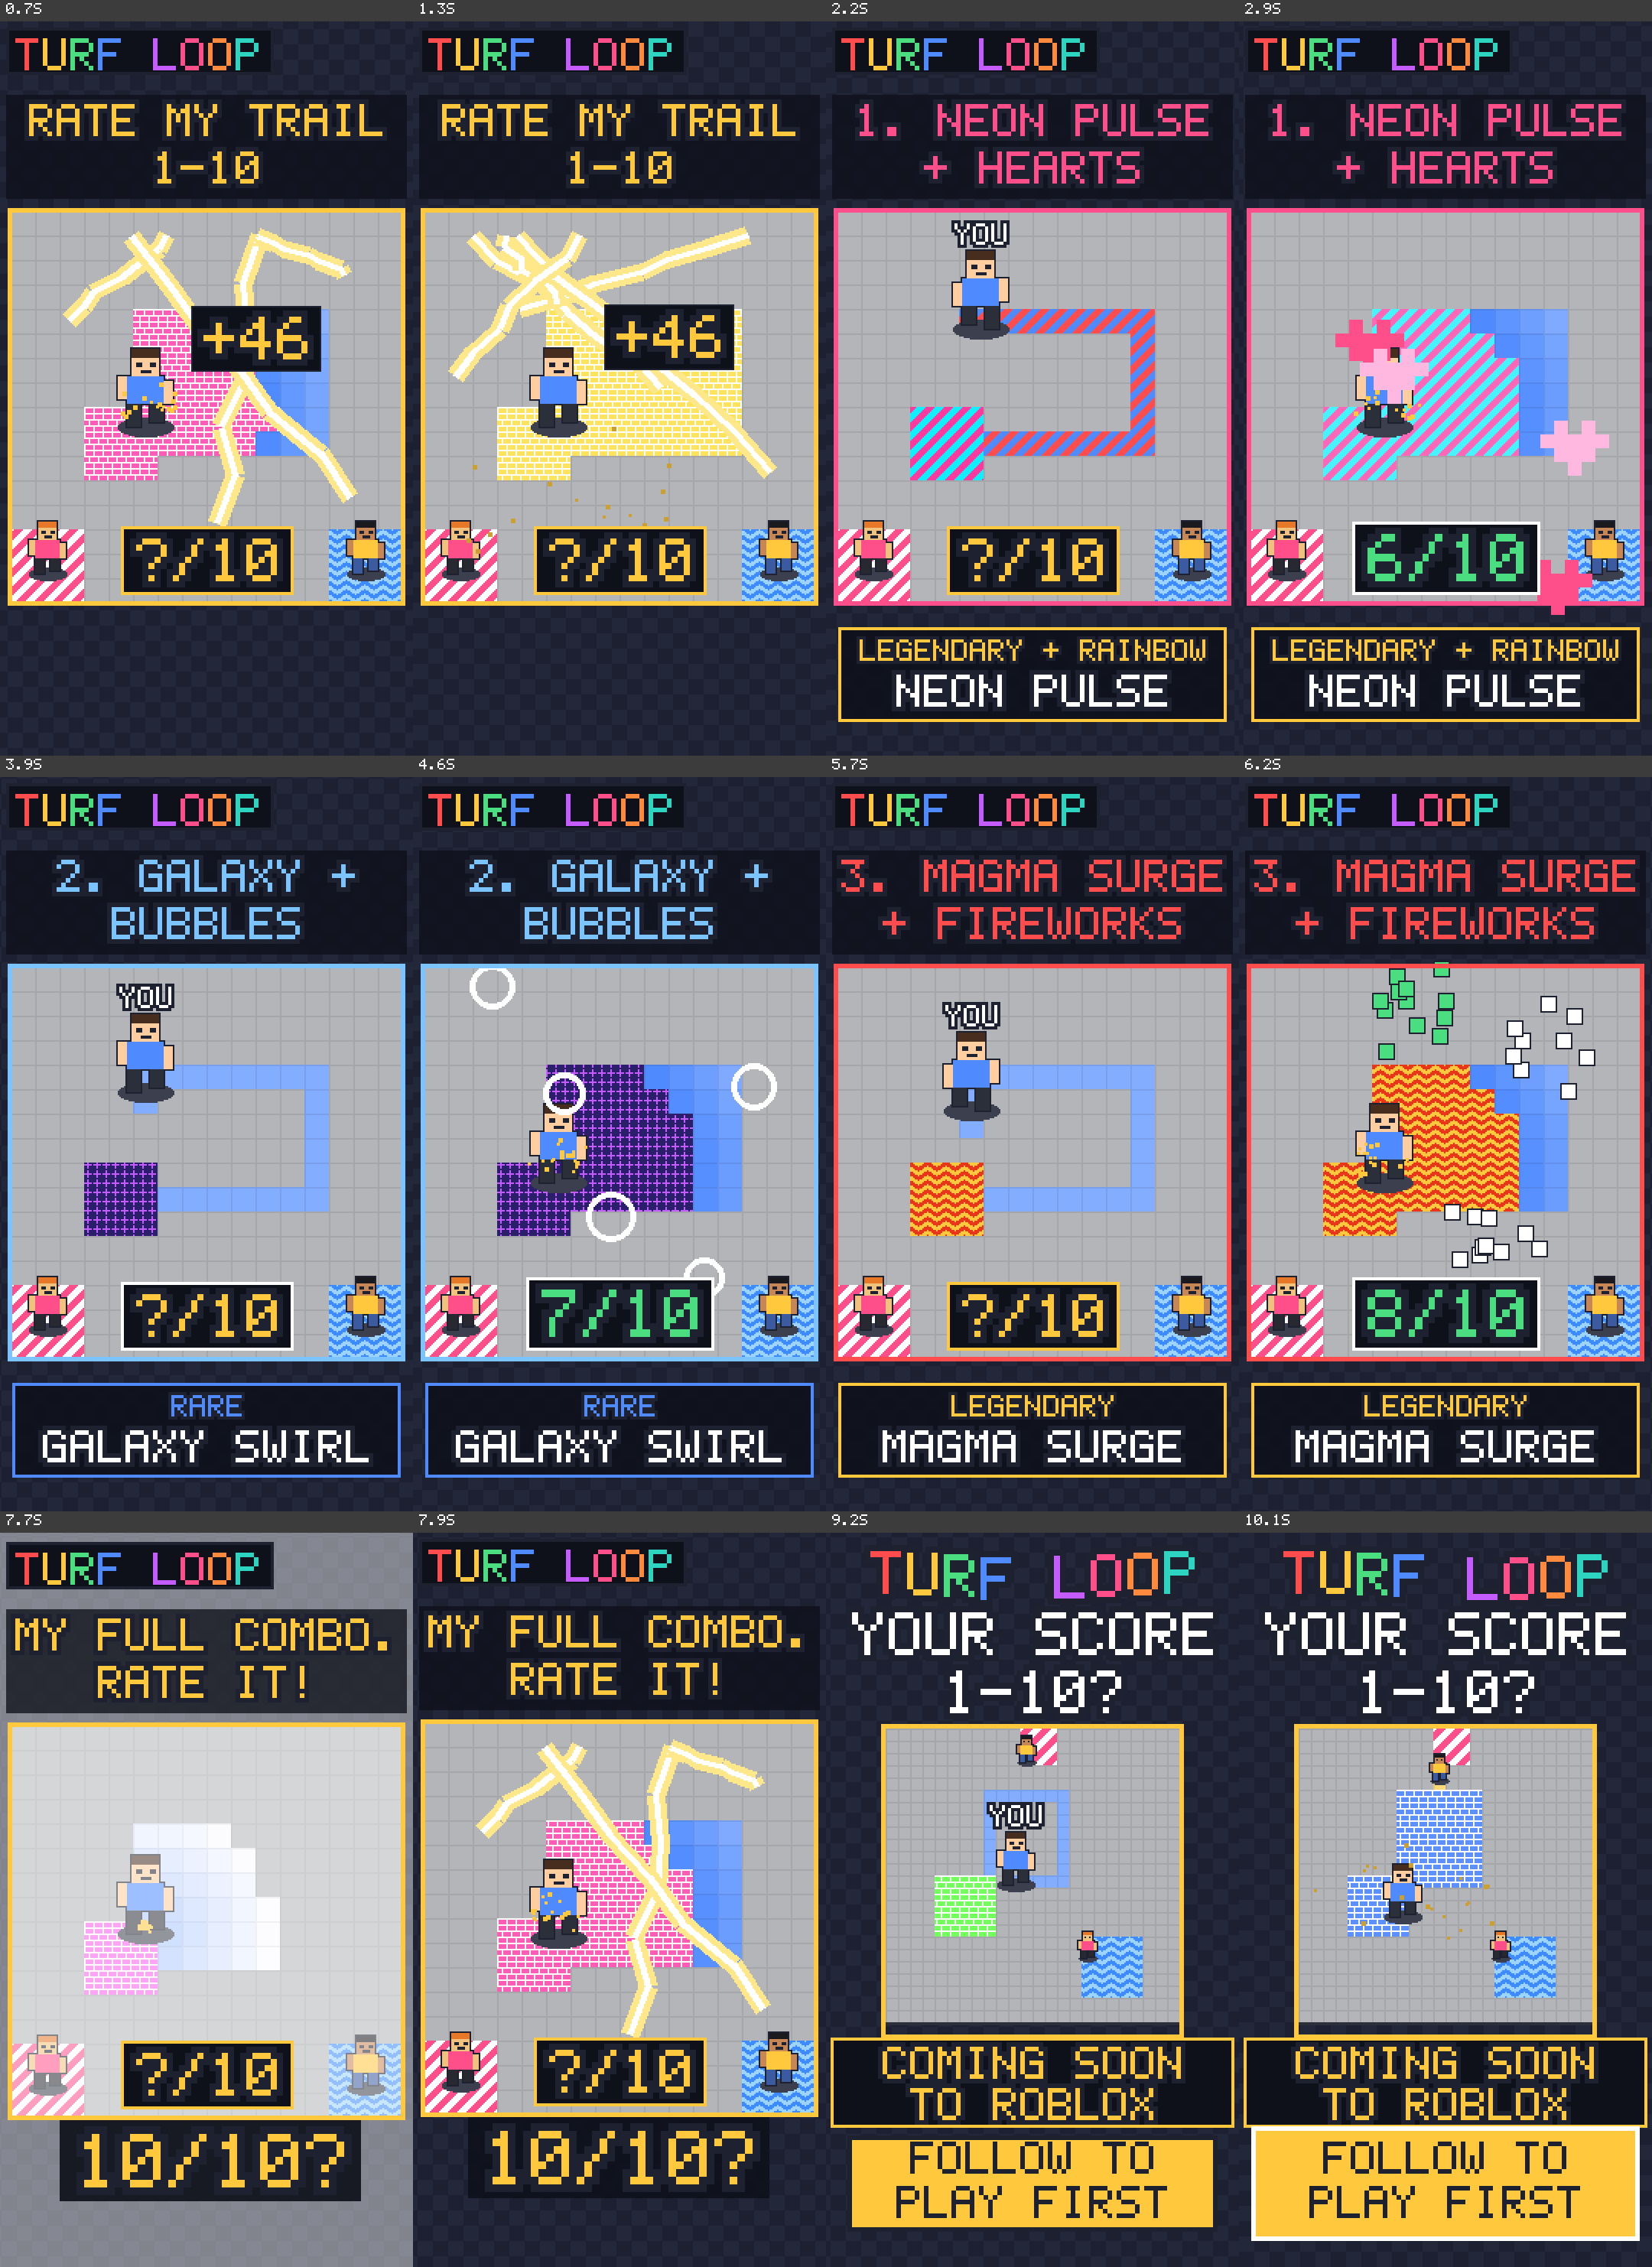 0.7S
TURF LOOP
RATE MY TRAIL
1-10
+46
?/10
1.3S
TURF LOOP
RATE MY TRAIL
1-10
+46
?/10
2.2S
TURF LOOP
1. NEON PULSE
+ HEARTS
YOU
?/10
LEGENDARY + RAINBOW
NEON PULSE
2.9S
TURF LOOP
1. NEON PULSE
+ HEARTS
6/10
LEGENDARY + RAINBOW
NEON PULSE
3.9S
TURF LOOP
2. GALAXY +
BUBBLES
YOU
?/10
RARE
GALAXY SWIRL
4.6S
TURF LOOP
2. GALAXY +
BUBBLES
7/10
RARE
GALAXY SWIRL
5.7S
TURF LOOP
3. MAGMA SURGE
+ FIREWORKS
YOU
?/10
LEGENDARY
MAGMA SURGE
6.2S
TURF LOOP
3. MAGMA SURGE
+ FIREWORKS
8/10
LEGENDARY
MAGMA SURGE
7.7S
TURF LOOP
MY FULL COMBO.
RATE IT!
?/10
10/10?
7.9S
TURF LOOP
MY FULL COMBO.
RATE IT!
?/10
10/10?
9.2S
TURF LOOP
YOUR SCORE
1-10?
YOU
COMING SOON
TO ROBLOX
FOLLOW TO
PLAY FIRST
10.1S
TURF LOOP
YOUR SCORE
1-10?
COMING SOON
TO ROBLOX
FOLLOW TO
PLAY FIRST